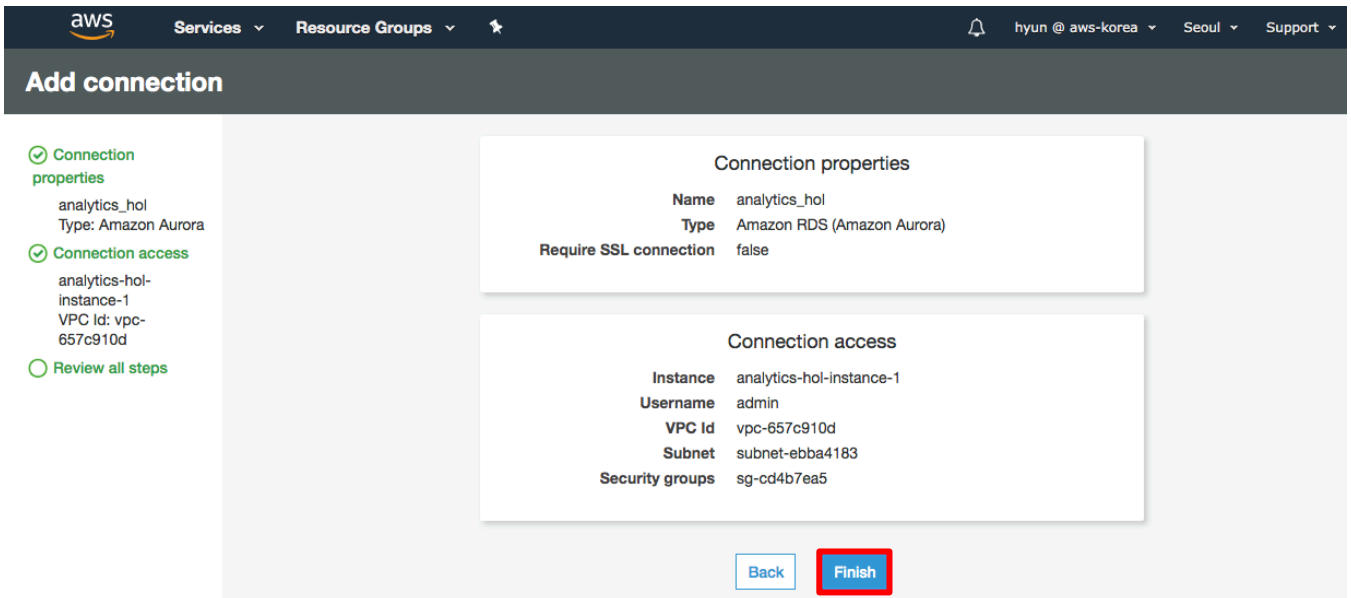 aws Services Resource Groups hyun @ aws-korea Seoul Support
Add connection
Connection
properties
analytics_hol
Type: Amazon Aurora
Connection access
analytics-hol-
instance-1
VPC Id: vpc-
657c910d
Review all steps
Connection properties
Name analytics_hol
Type Amazon RDS (Amazon Aurora)
Require SSL connection false
Connection access
Instance analytics-hol-instance-1
Username admin
VPC Id vpc-657c910d
Subnet subnet-ebba4183
Security groups sg-cd4b7ea5
Back Finish